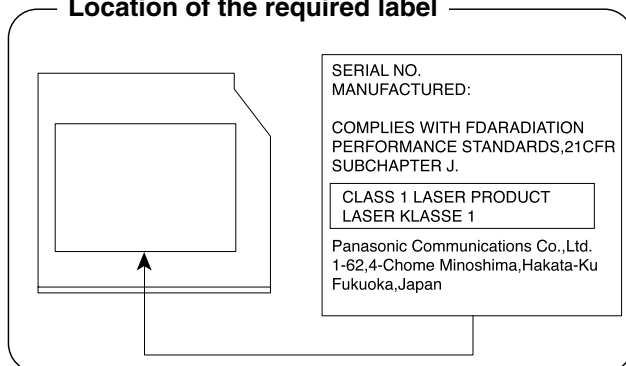 Location of the required label
SERIAL NO.
MANUFACTURED:
COMPLIES WITH FDARADIATION
PERFORMANCE STANDARDS,21CFR
SUBCHAPTER J.
CLASS 1 LASER PRODUCT
LASER KLASSE 1
Panasonic Communications Co.,Ltd.
1-62,4-Chome Minoshima,Hakata-Ku
Fukuoka,Japan